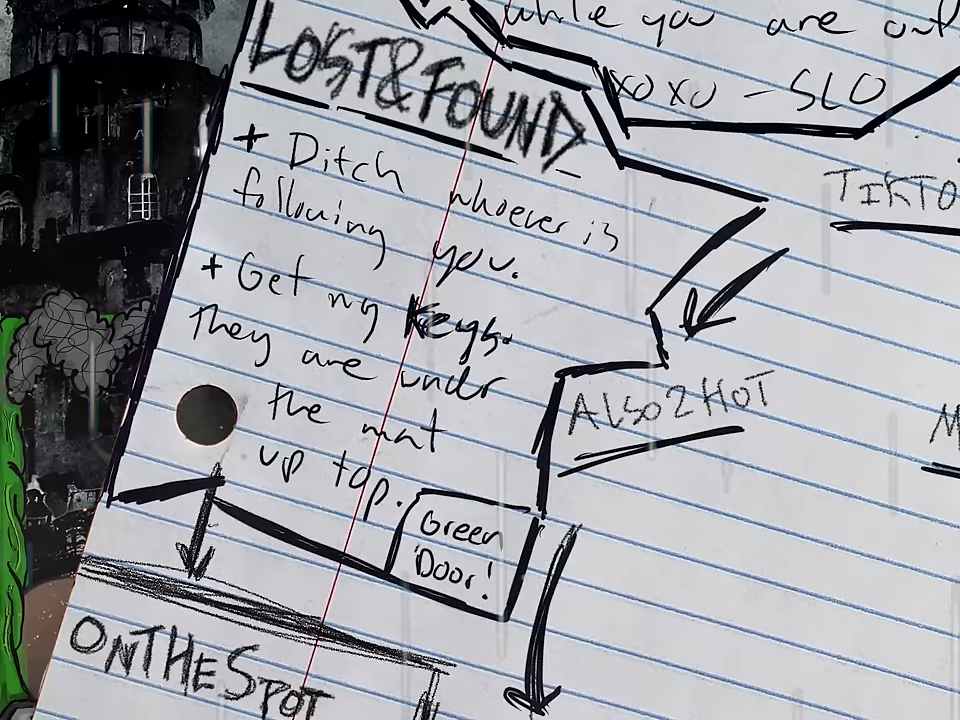 while you are out
XOXO - SLO
LOST&FOUND
+ Ditch whoever is
following you.
+ Get my Keys.
They are under
the mat
up top.
Green
Door!
TIKTO
ALSO2HOT
M
ONTHESPOT